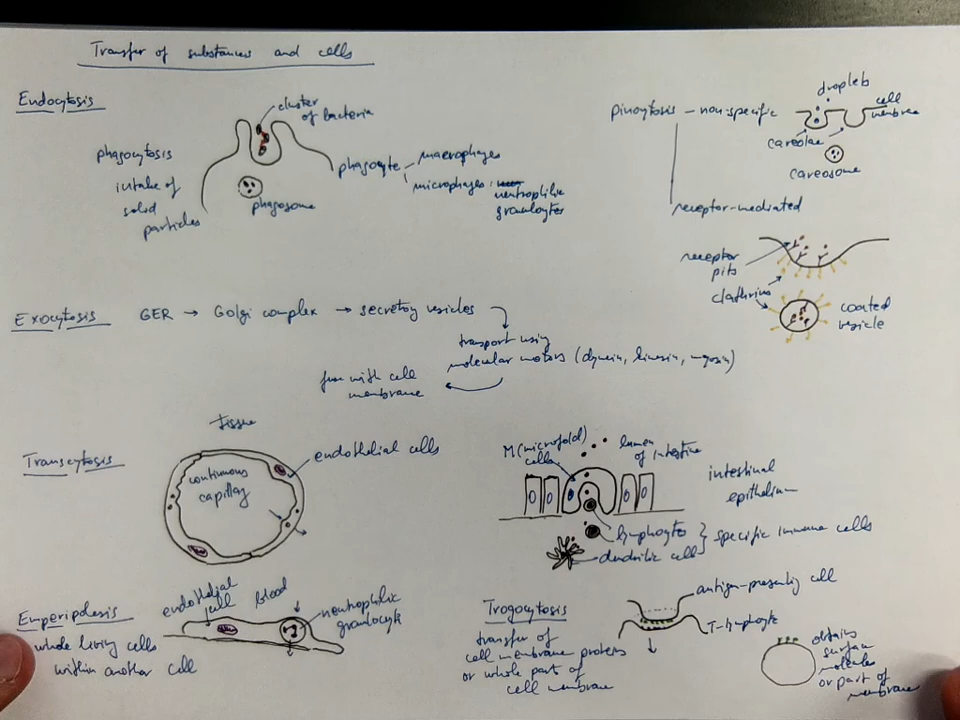 Transfer of substances and cells
Endocytosis
cluster
of bacteria
phagocytosis
intake of
solid
particles
phagosome
phagocyte
macrophages
microphages:
neutrophilic
granulocytes
pinocytosis – non-specific
droplets
cell
membrane
caveolae
caveosome
receptor-mediated
receptor
pits
clathrins
coated
vesicle
Exocytosis
GER → Golgi complex → secretory vesicles
transport using
molecular motors (dynein, kinesin, myosin)
fuse with cell
membrane
Transcytosis
tissue
continuous
capillary
endothelial cells
M (microfold)
cells
lumen
of intestine
intestinal
epithelium
lymphocytes
dendritic cell
specific immune cells
Emperipolesis
whole living cells
within another cell
endothelial
cell
blood
neutrophilic
granulocyte
Trogocytosis
transfer of
cell membrane proteins
or whole part of
cell membrane
antigen-presenting cell
T-lymphocyte
obtains
surface
molecules
or part of
membrane